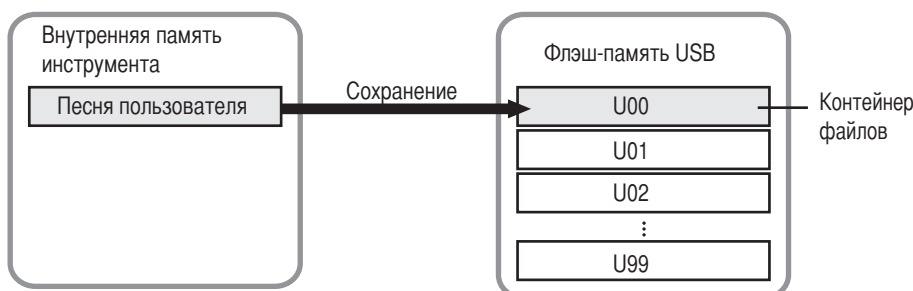 Внутренняя память
инструмента
Песня пользователя
Сохранение
Флэш-память USB
U00
U01
U02
U99
Контейнер
файлов